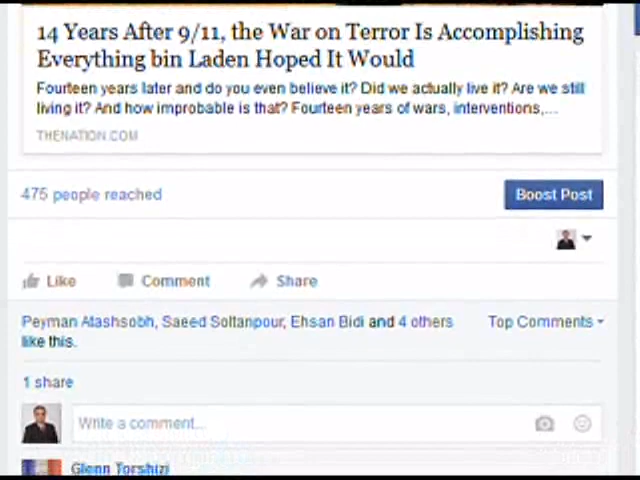 14 Years After 9/11, the War on Terror Is Accomplishing
Everything bin Laden Hoped It Would
Fourteen years later and do you even believe it? Did we actually live it? Are we still
living it? And how improbable is that? Fourteen years of wars, interventions,...
THENATION.COM
475 people reached
Boost Post
Like Comment Share
Peyman Atashsobh, Saeed Soltanpour, Ehsan Bidi and 4 others
like this.
Top Comments
1 share
Write a comment...
Glenn Torshizi